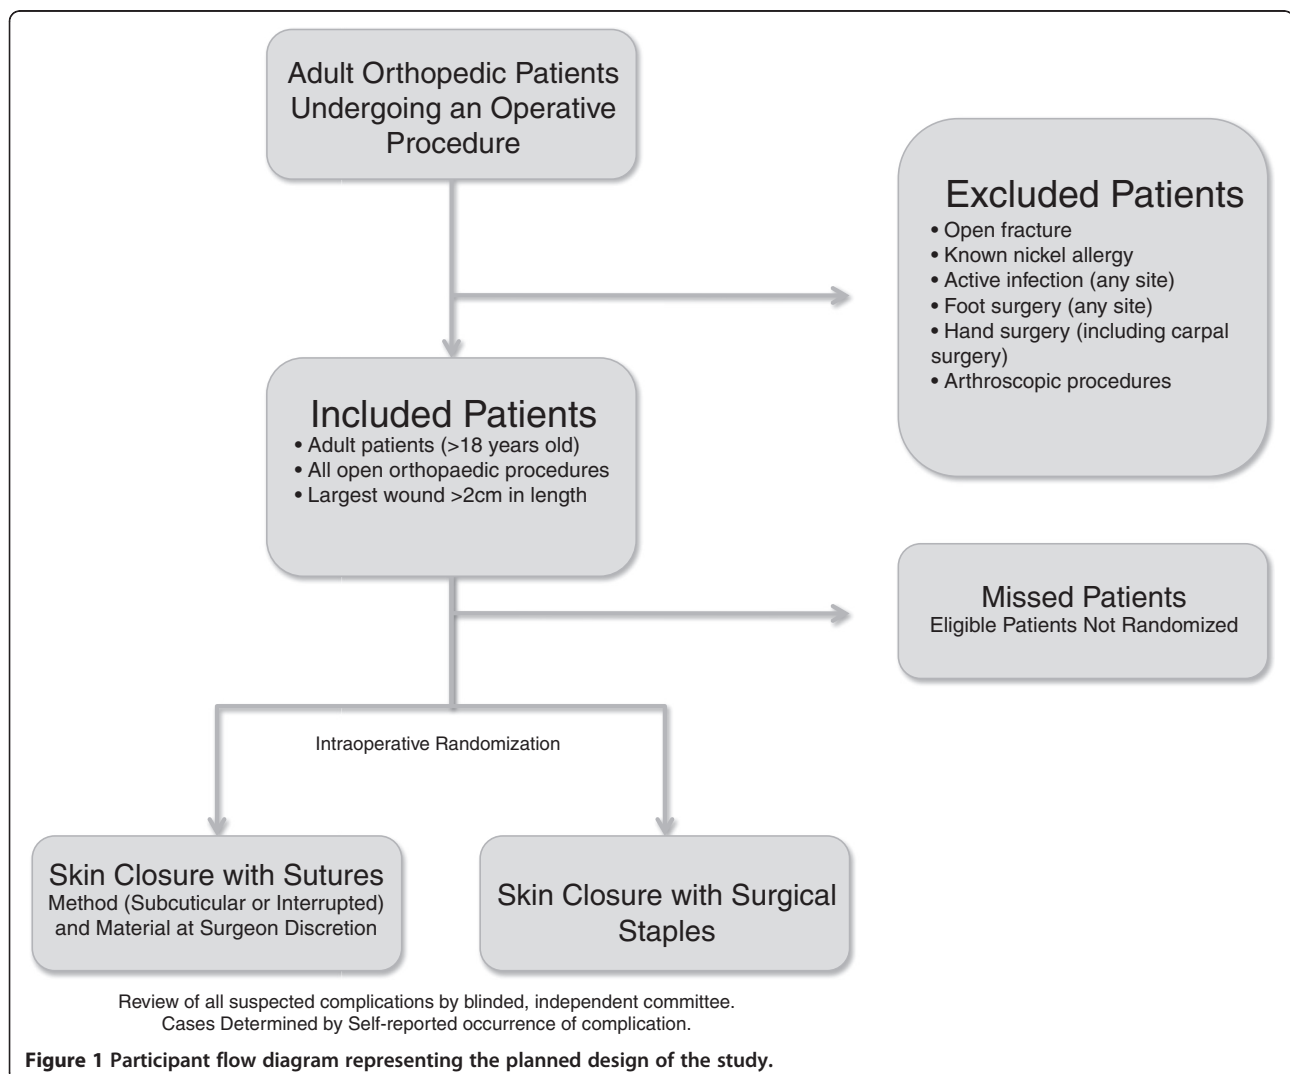 Adult Orthopedic Patients
Undergoing an Operative
Procedure
Excluded Patients
• Open fracture
• Known nickel allergy
• Active infection (any site)
• Foot surgery (any site)
• Hand surgery (including carpal
surgery)
• Arthroscopic procedures
Included Patients
• Adult patients (>18 years old)
• All open orthopaedic procedures
• Largest wound >2cm in length
Missed Patients
Eligible Patients Not Randomized
Intraoperative Randomization
Skin Closure with Sutures
Method (Subcuticular or Interrupted)
and Material at Surgeon Discretion
Skin Closure with Surgical
Staples
Review of all suspected complications by blinded, independent committee.
Cases Determined by Self-reported occurrence of complication.
Figure 1 Participant flow diagram representing the planned design of the study.